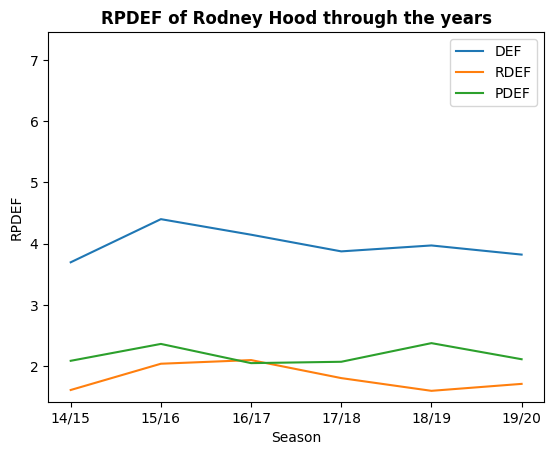 RPDEF of Rodney Hood through the years
DEF
RDEF
PDEF
7
6
5
4
3
2
RPDEF
14/15 15/16 16/17 17/18 18/19 19/20
Season